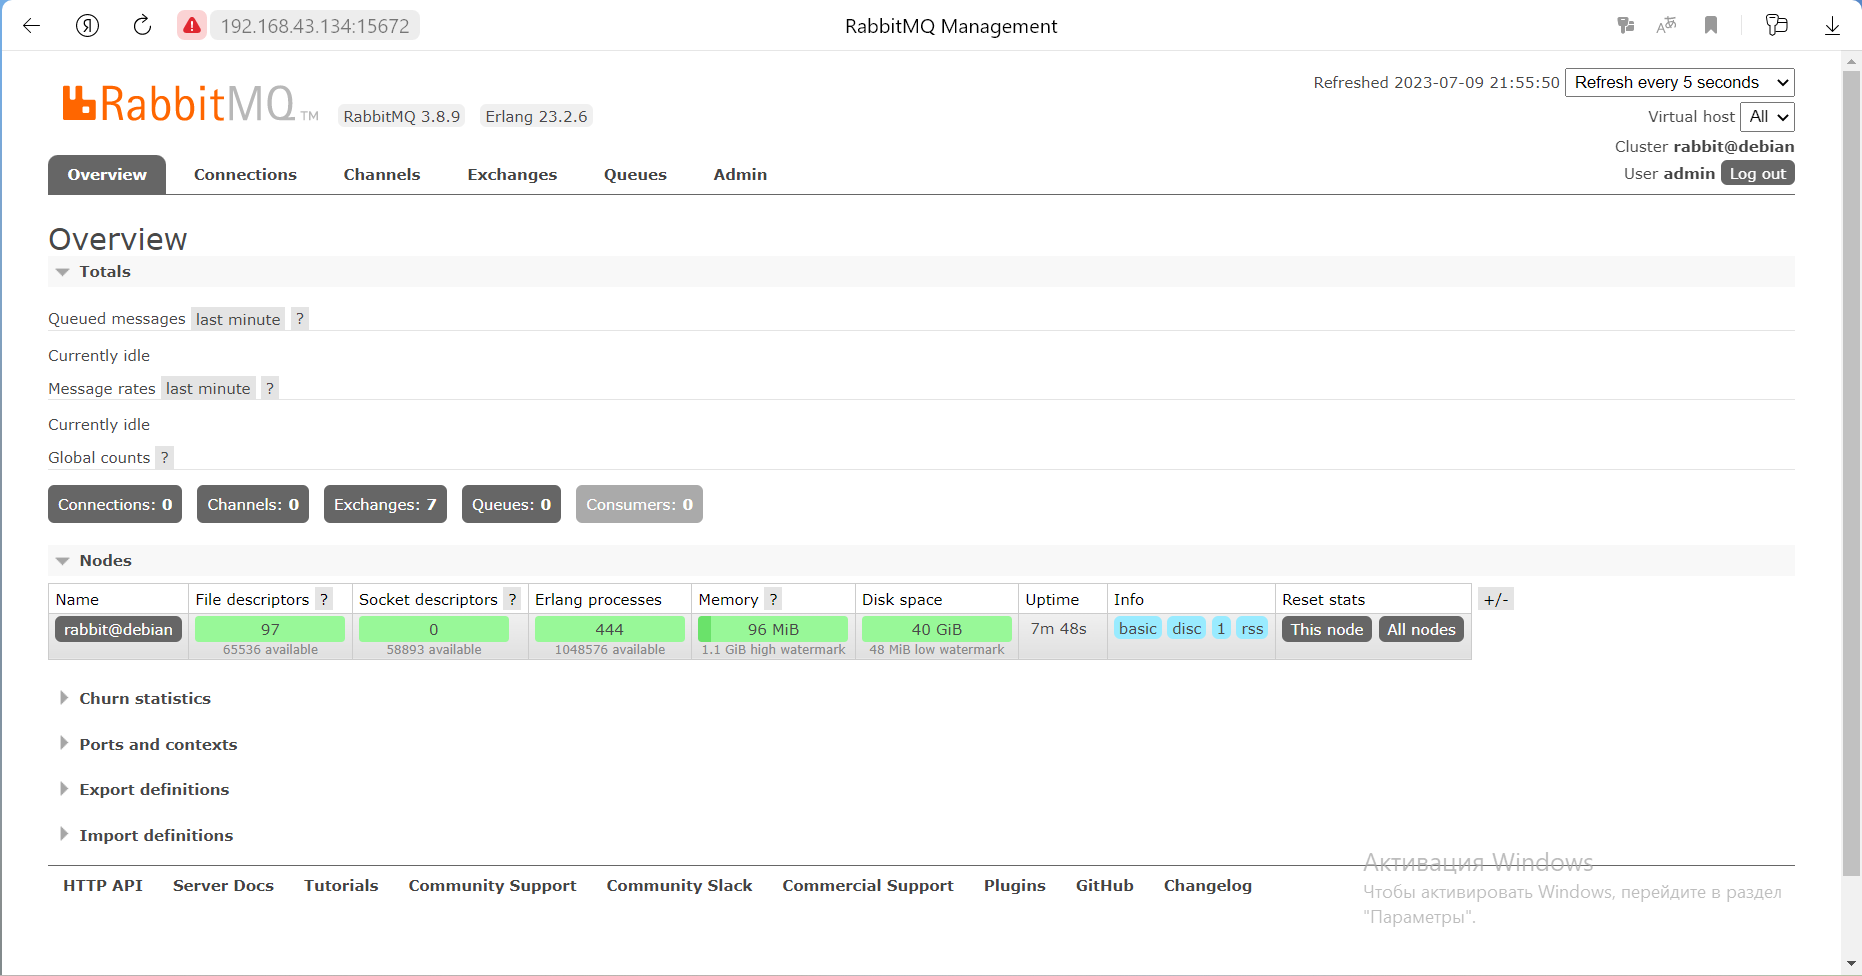 192.168.43.134:15672
RabbitMQ Management
Refreshed 2023-07-09 21:55:50 Refresh every 5 seconds
RabbitMQ™ RabbitMQ 3.8.9 Erlang 23.2.6
Virtual host All
Cluster rabbit@debian
User admin Log out
Overview Connections Channels Exchanges Queues Admin
Overview
Totals
Queued messages last minute ?
Currently idle
Message rates last minute ?
Currently idle
Global counts ?
Connections: 0 Channels: 0 Exchanges: 7 Queues: 0 Consumers: 0
Nodes
Name File descriptors ? Socket descriptors ? Erlang processes Memory ? Disk space Uptime Info Reset stats +/-
rabbit@debian 97 0 444 96 MiB 40 GiB 7m 48s basic disc 1 rss This node All nodes
65536 available 58893 available 1048576 available 1.1 GiB high watermark 48 MiB low watermark
Churn statistics
Ports and contexts
Export definitions
Import definitions
HTTP API Server Docs Tutorials Community Support Community Slack Commercial Support Plugins GitHub Changelog
Активация Windows
Чтобы активировать Windows, перейдите в раздел
"Параметры".